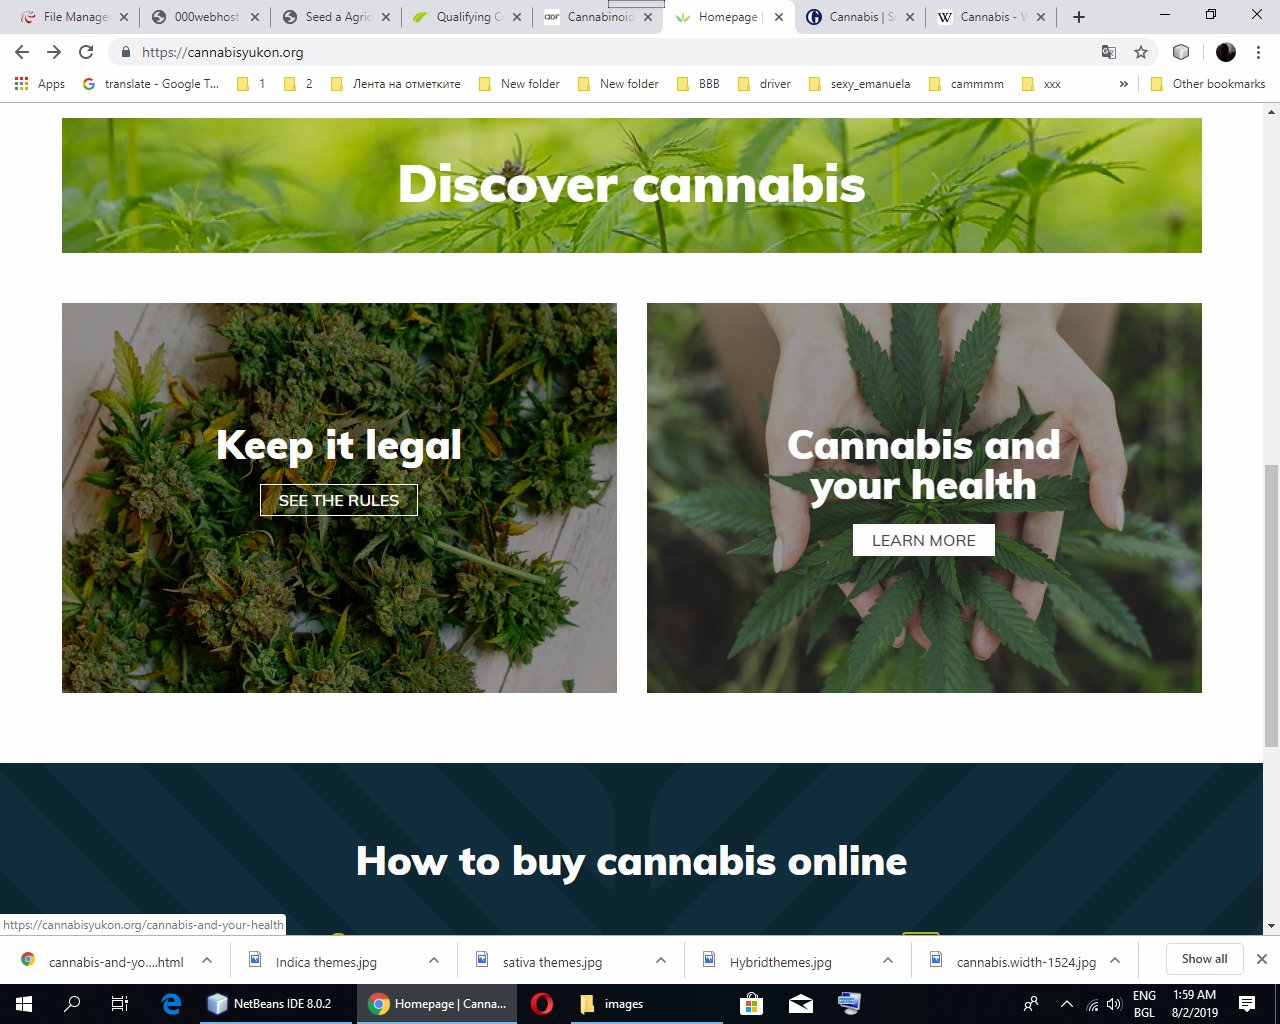 File Manage
000webhost
Seed a Agric
Qualifying C
Cannabinoid
Homepage |
Cannabis | S
Cannabis - W
https://cannabisyukon.org
Apps
translate - Google T...
1
2
Лента на отметките
New folder
New folder
BBB
driver
sexy_emanuela
cammmm
xxx
»
Other bookmarks
Discover cannabis
Keep it legal
SEE THE RULES
Cannabis and
your health
LEARN MORE
How to buy cannabis online
https://cannabisyukon.org/cannabis-and-your-health
cannabis-and-yo....html
Indica themes.jpg
sativa themes.jpg
Hybridthemes.jpg
cannabis.width-1524.jpg
Show all
NetBeans IDE 8.0.2
Homepage | Canna...
images
ENG
BGL
1:59 AM
8/2/2019